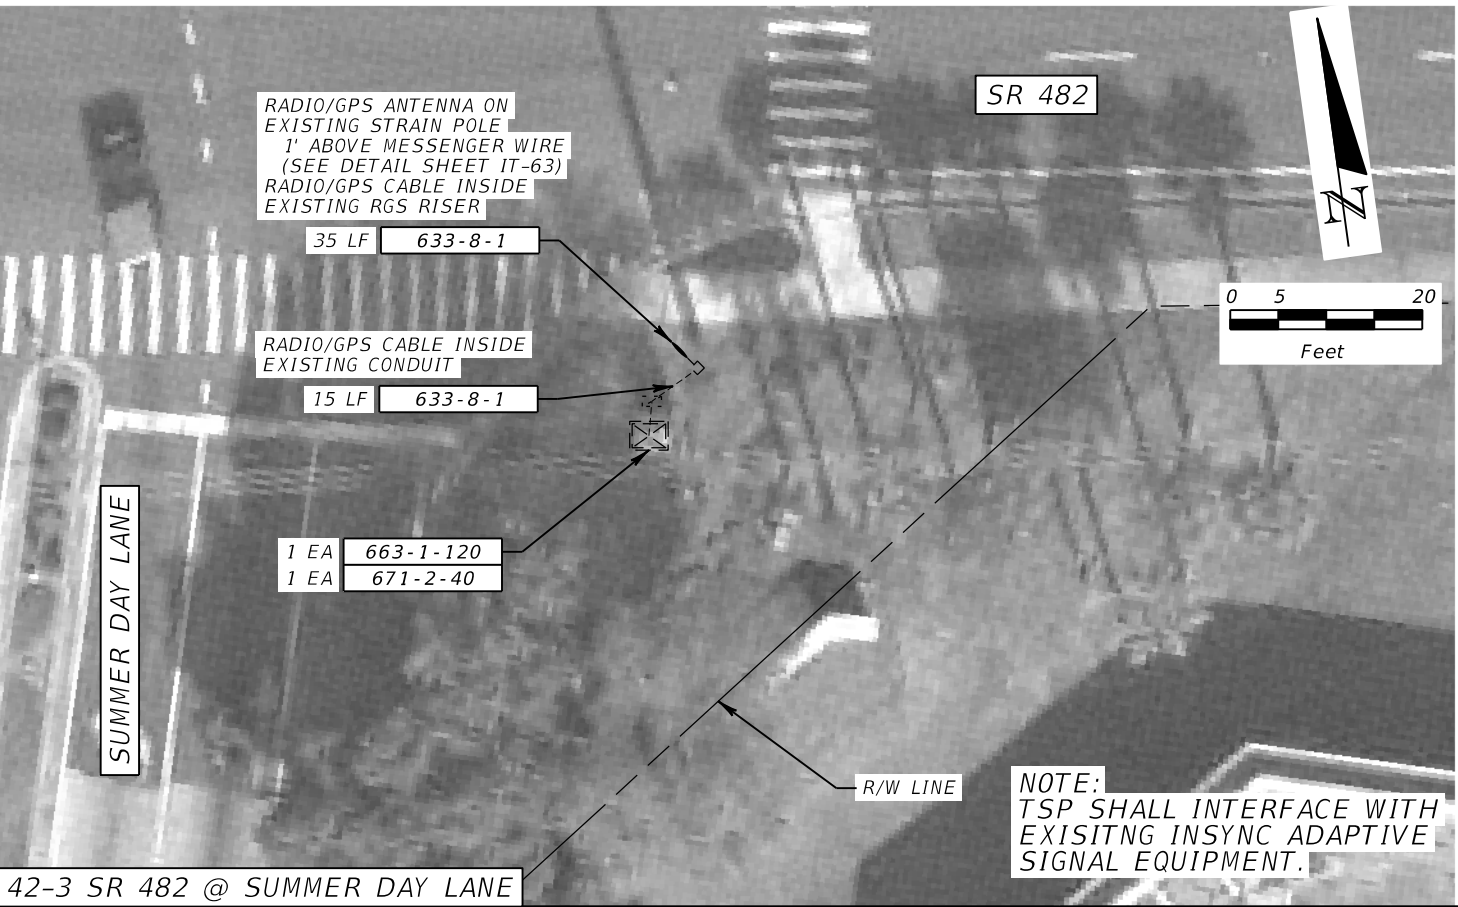 RADIO/GPS ANTENNA ON
EXISTING STRAIN POLE
1' ABOVE MESSENGER WIRE
(SEE DETAIL SHEET IT-63)
RADIO/GPS CABLE INSIDE
EXISTING RGS RISER
35 LF 633-8-1
SR 482
N
0 5 20
Feet
RADIO/GPS CABLE INSIDE
EXISTING CONDUIT
15 LF 633-8-1
1 EA 663-1-120
1 EA 671-2-40
SUMMER DAY LANE
R/W LINE
NOTE:
TSP SHALL INTERFACE WITH
EXISITNG INSYNC ADAPTIVE
SIGNAL EQUIPMENT.
42-3 SR 482 @ SUMMER DAY LANE